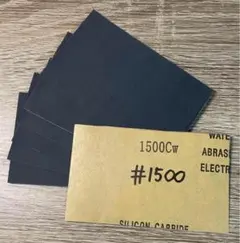 WATE
1500Cw
ABRAS
#1500
ELECTR
SILICON CARBIDE